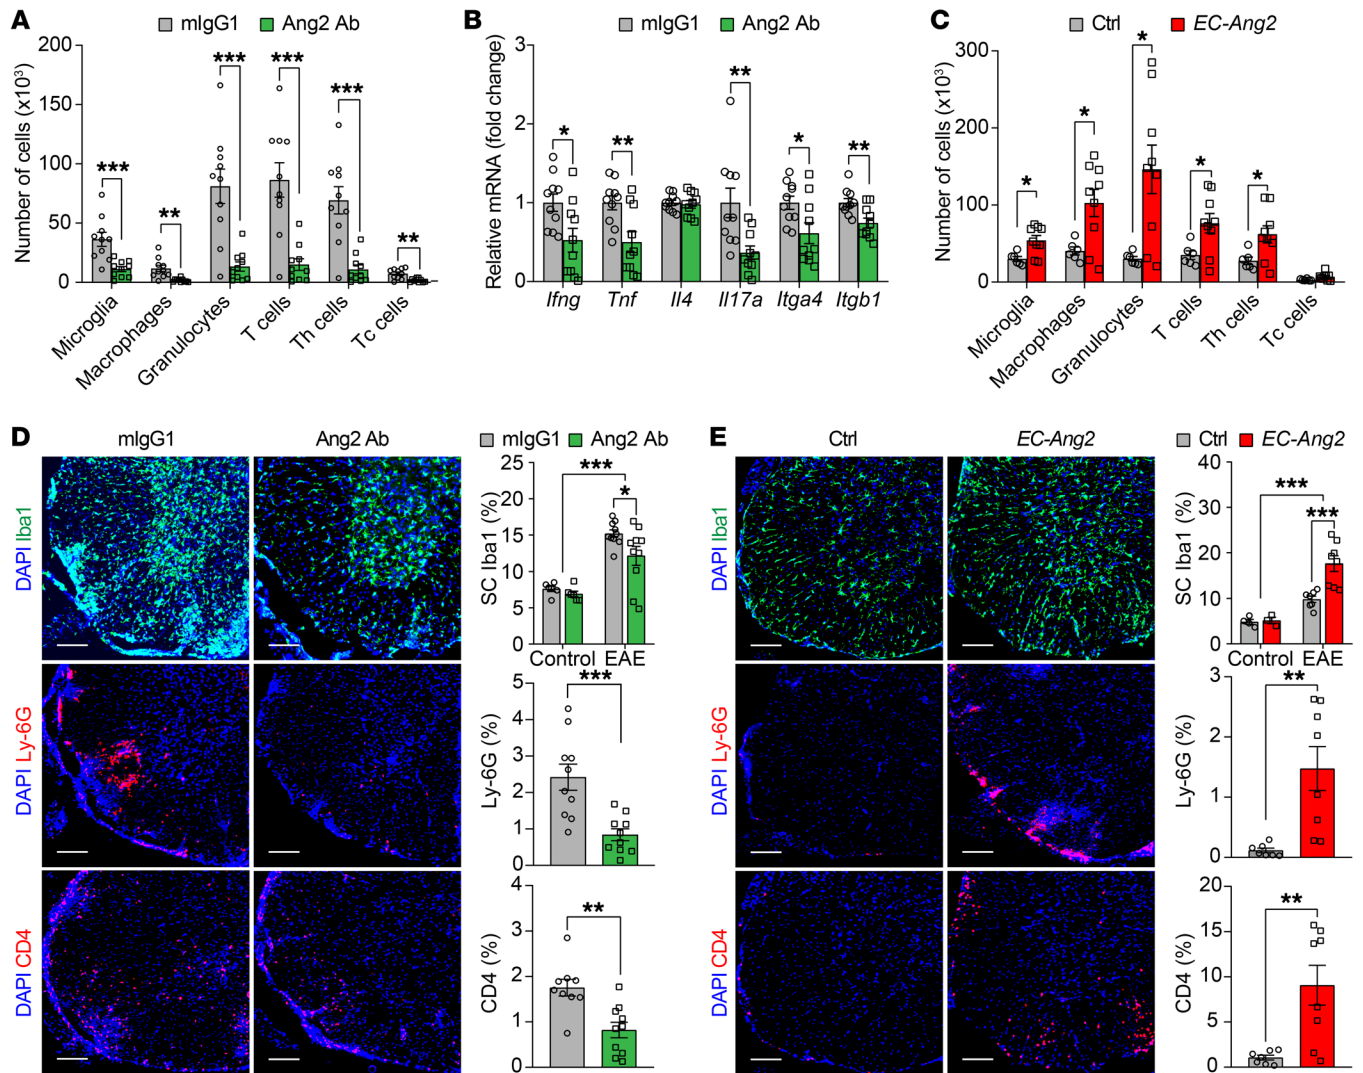 A
mIgG1 Ang2 Ab
Number of cells (x10³)
200
150
100
50
0
***
**
***
***
***
**
Microglia
Macrophages
Granulocytes
T cells
Th cells
Tc cells
B
mIgG1 Ang2 Ab
Relative mRNA (fold change)
3
2
1
0
*
**
**
*
**
Ifng Tnf Il4 Il17a Itga4 Itgb1
C
Ctrl EC-Ang2
Number of cells (x10³)
300
200
100
0
*
*
*
*
*
Microglia
Macrophages
Granulocytes
T cells
Th cells
Tc cells
D
mIgG1 Ang2 Ab
DAPI Iba1
DAPI Ly-6G
DAPI CD4
mIgG1 Ang2 Ab
SC Iba1 (%)
25
20
15
10
5
0
***
*
Control EAE
Ly-6G (%)
5
4
3
2
1
0
***
CD4 (%)
4
3
2
1
0
**
E
Ctrl EC-Ang2
DAPI Iba1
DAPI Ly-6G
DAPI CD4
Ctrl EC-Ang2
SC Iba1 (%)
40
30
20
10
0
***
***
Control EAE
Ly-6G (%)
3
2
1
0
**
CD4 (%)
20
15
10
5
0
**